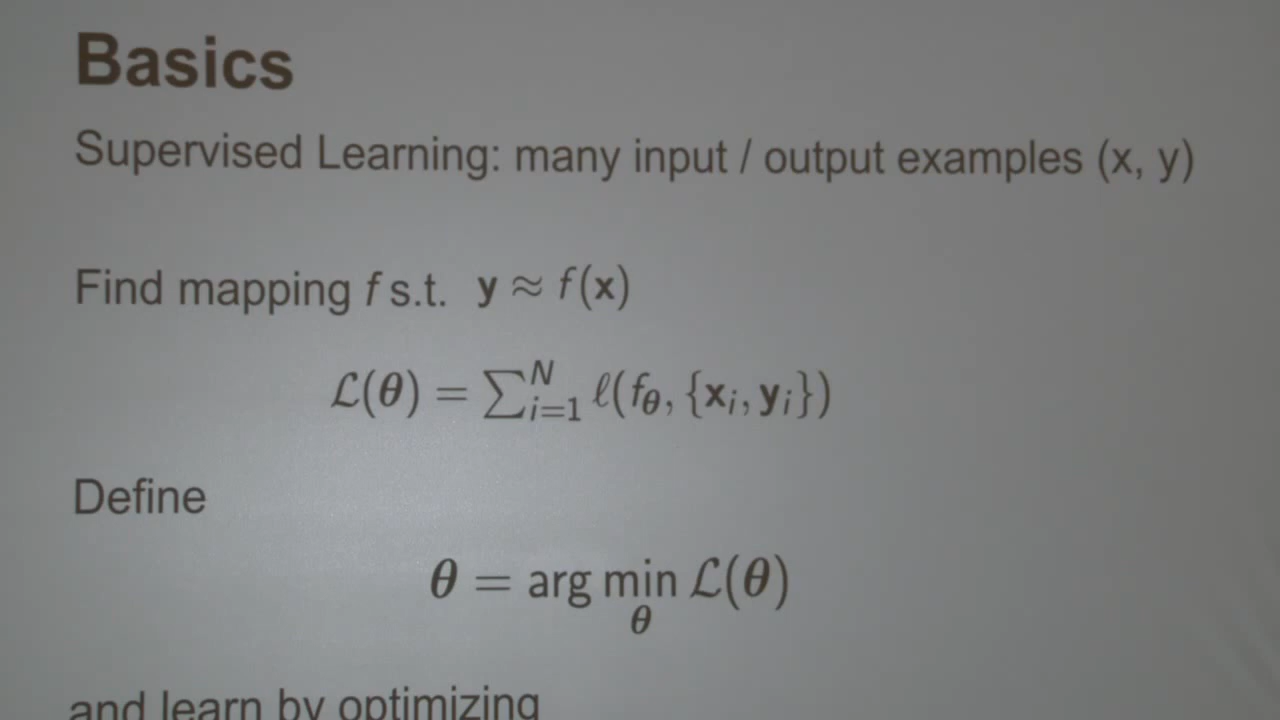 Basics
Supervised Learning: many input / output examples (x, y)
Find mapping f s.t. y ≈ f(x)
ℒ(θ) = ∑ᵢ₌₁ᴺ ℓ(f_θ, {xᵢ, yᵢ})
Define
θ = arg min ℒ(θ)
θ
and learn by optimizing